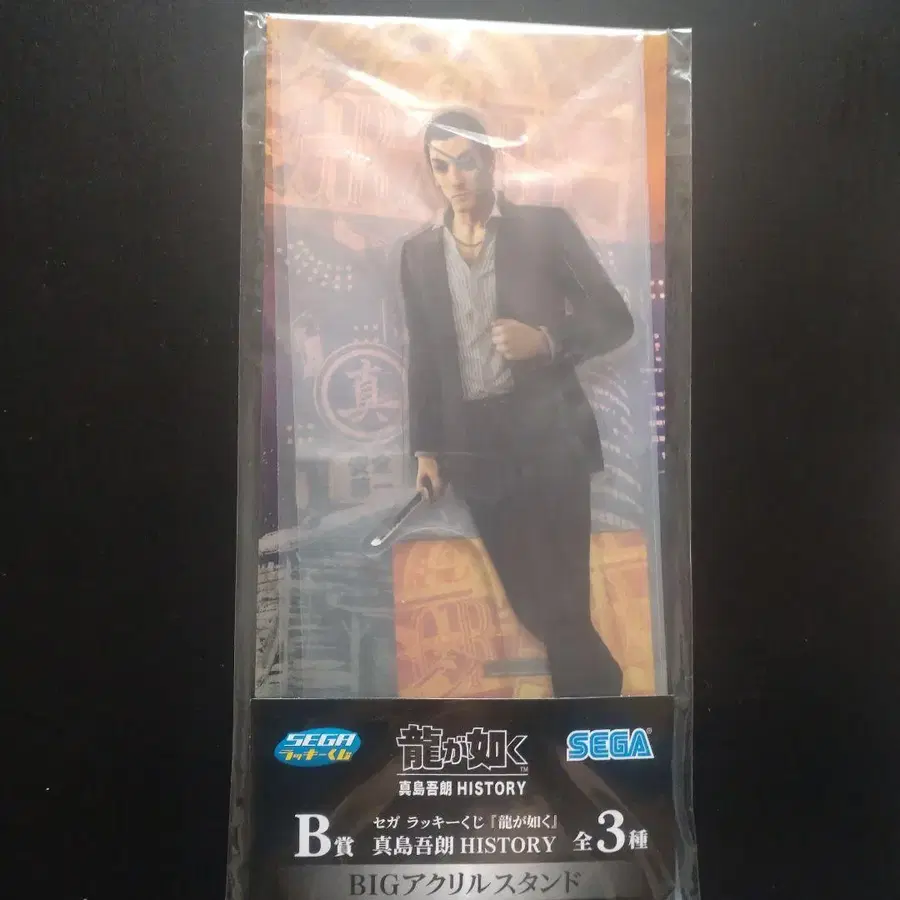 真
SEGA
ラッキーくじ
龍が如く
TM
真島吾朗 HISTORY
SEGA®
B賞
セガ ラッキーくじ『龍が如く』
真島吾朗 HISTORY
全3種
BIGアクリルスタンド